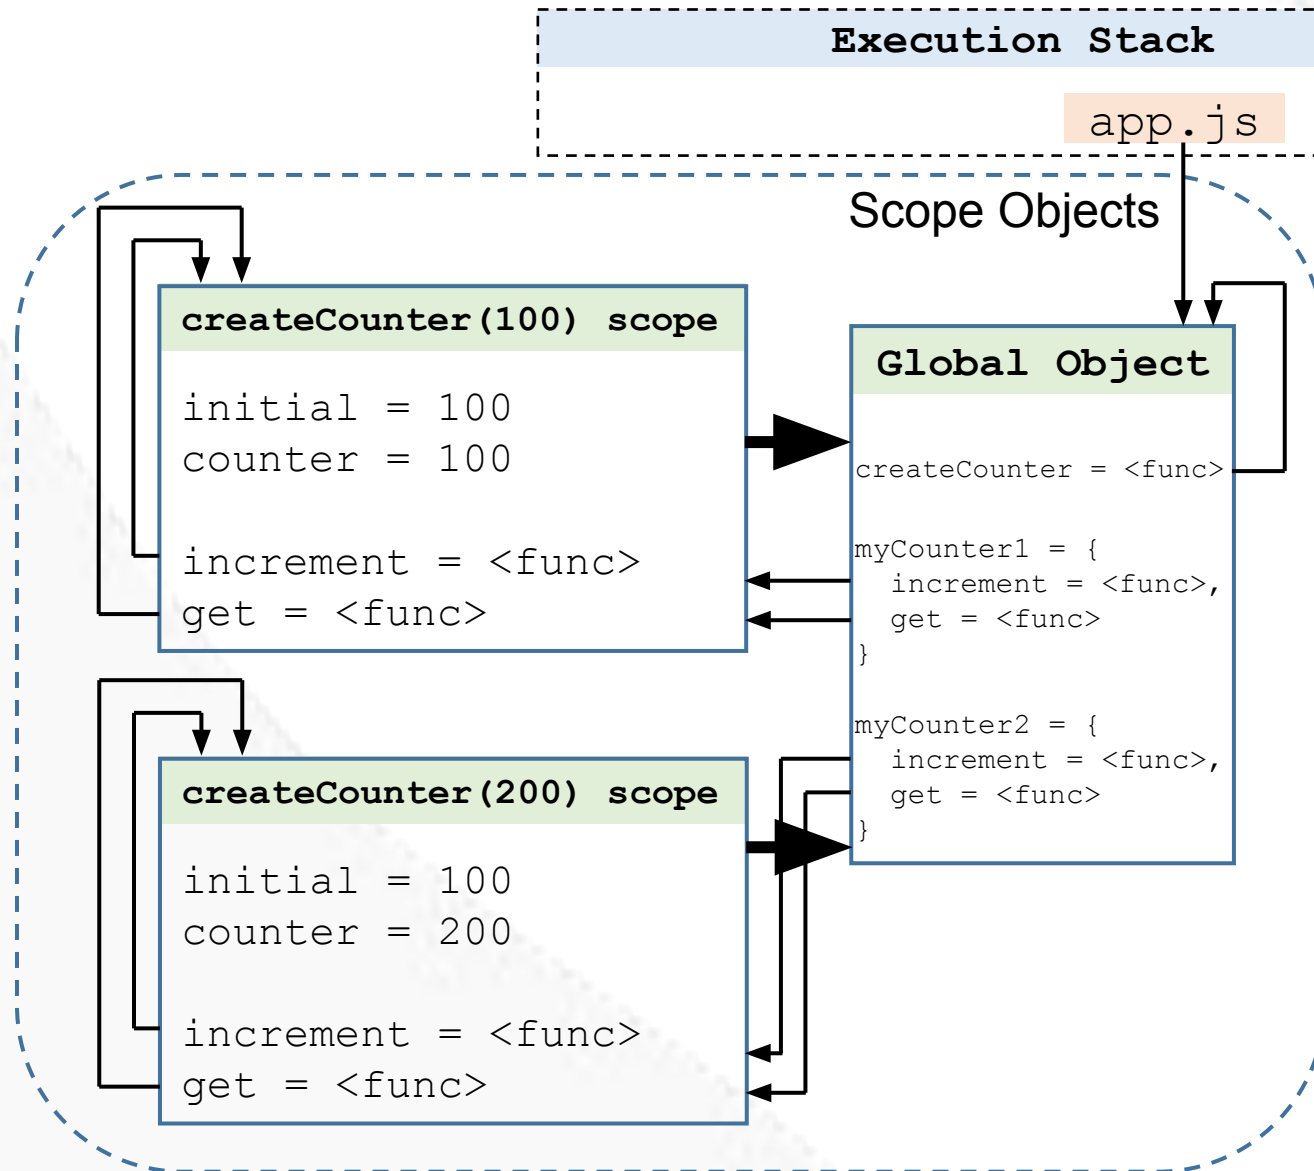 Execution Stack
app.js
Scope Objects
createCounter(100) scope
initial = 100
counter = 100
increment = <func>
get = <func>
Global Object
createCounter = <func>
myCounter1 = {
increment = <func>,
get = <func>
}
myCounter2 = {
increment = <func>,
get = <func>
}
createCounter(200) scope
initial = 100
counter = 200
increment = <func>
get = <func>